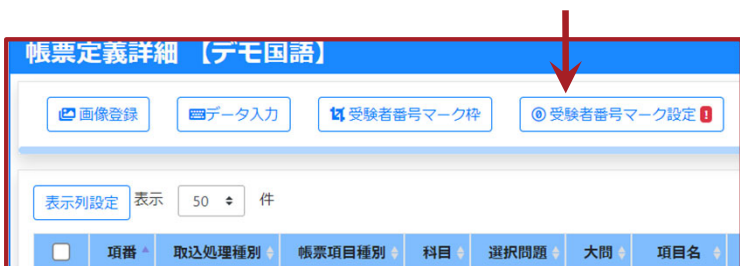 帳票定義詳細 【デモ国語】
画像登録 データ入力 受験者番号マーク枠 0 受験者番号マーク設定 !
表示列設定 表示 50 件
項番 取込処理種別 帳票項目種別 科目 選択問題 大問 項目名